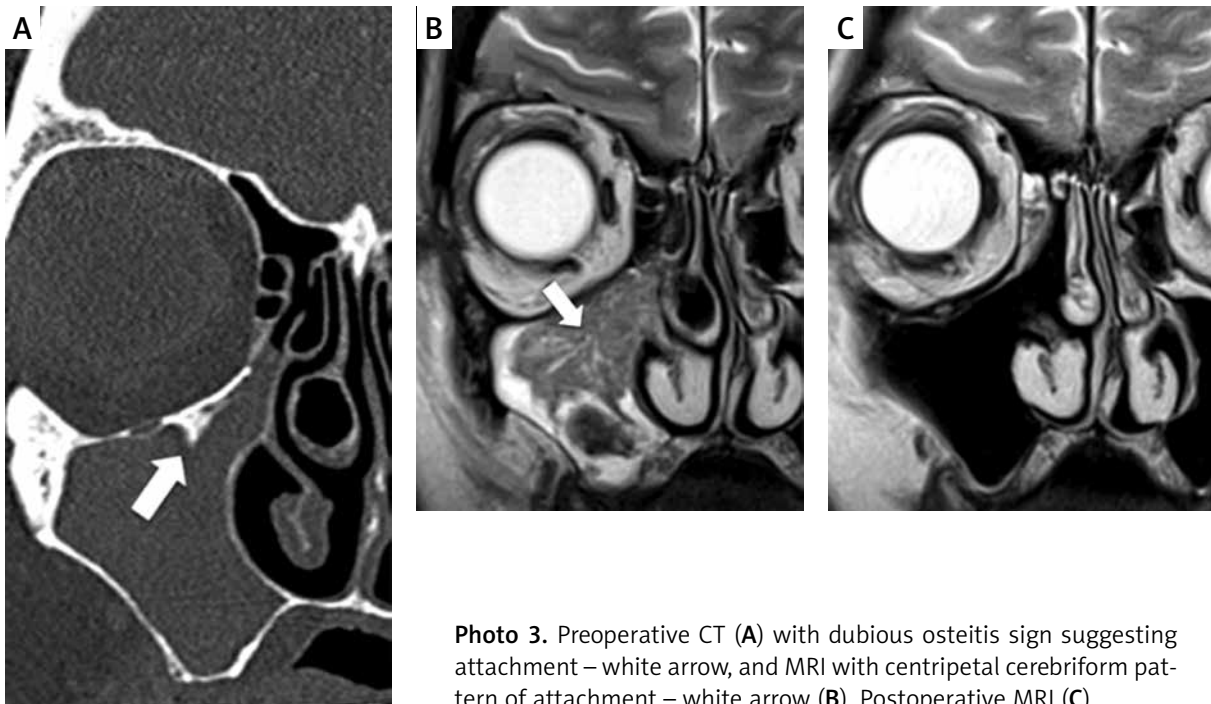 A
B
C
Photo 3. Preoperative CT (A) with dubious osteitis sign suggesting
attachment – white arrow, and MRI with centripetal cerebriform pat-
tern of attachment – white arrow (B). Postoperative MRI (C)